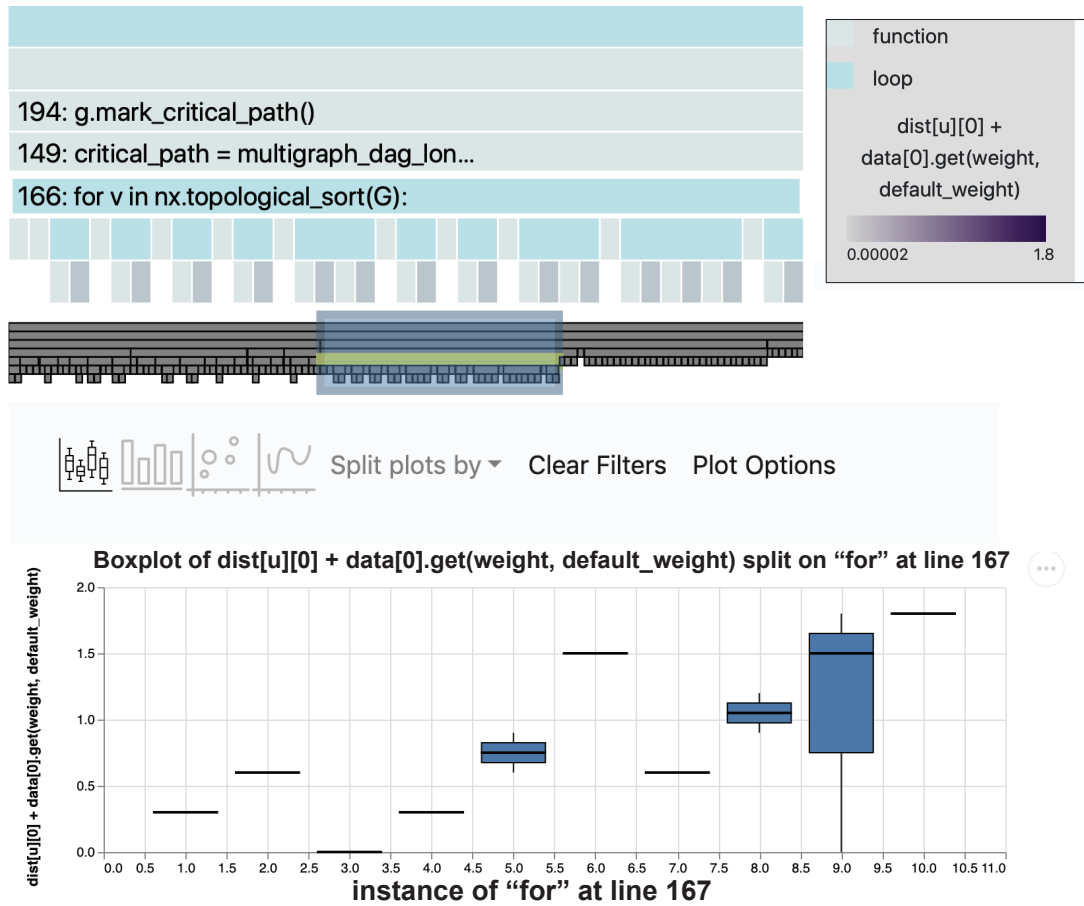 194: g.mark_critical_path()
149: critical_path = multigraph_dag_lon...
166: for v in nx.topological_sort(G):
function
loop
dist[u][0] +
data[0].get(weight,
default_weight)
0.00002 1.8
Split plots by Clear Filters Plot Options
Boxplot of dist[u][0] + data[0].get(weight, default_weight) split on “for” at line 167
dist[u][0] + data[0].get(weight, default_weight)
2.0
1.5
1.0
0.5
0.0
0.0 0.5 1.0 1.5 2.0 2.5 3.0 3.5 4.0 4.5 5.0 5.5 6.0 6.5 7.0 7.5 8.0 8.5 9.0 9.5 10.0 10.5 11.0
instance of “for” at line 167